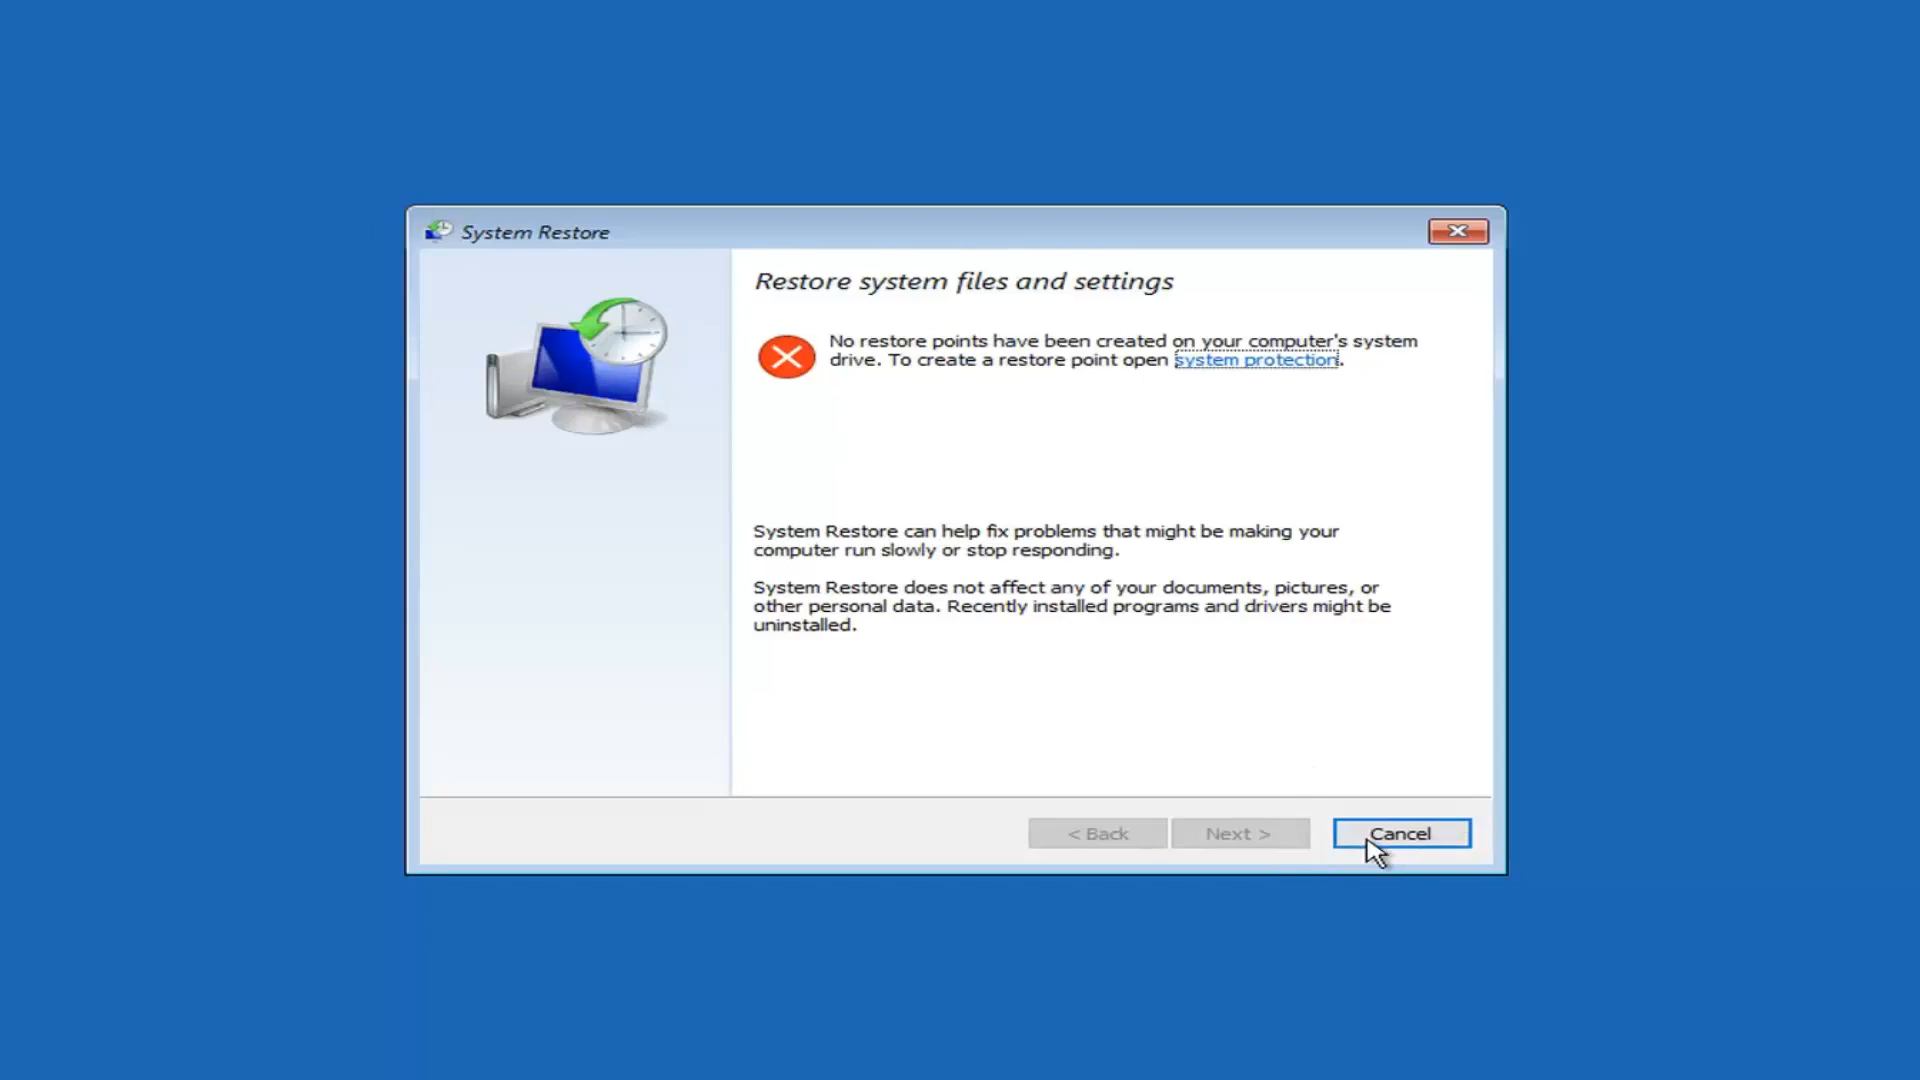 System Restore
Restore system files and settings
No restore points have been created on your computer's system
drive. To create a restore point open system protection.
System Restore can help fix problems that might be making your
computer run slowly or stop responding.
System Restore does not affect any of your documents, pictures, or
other personal data. Recently installed programs and drivers might be
uninstalled.
< Back
Next >
Cancel